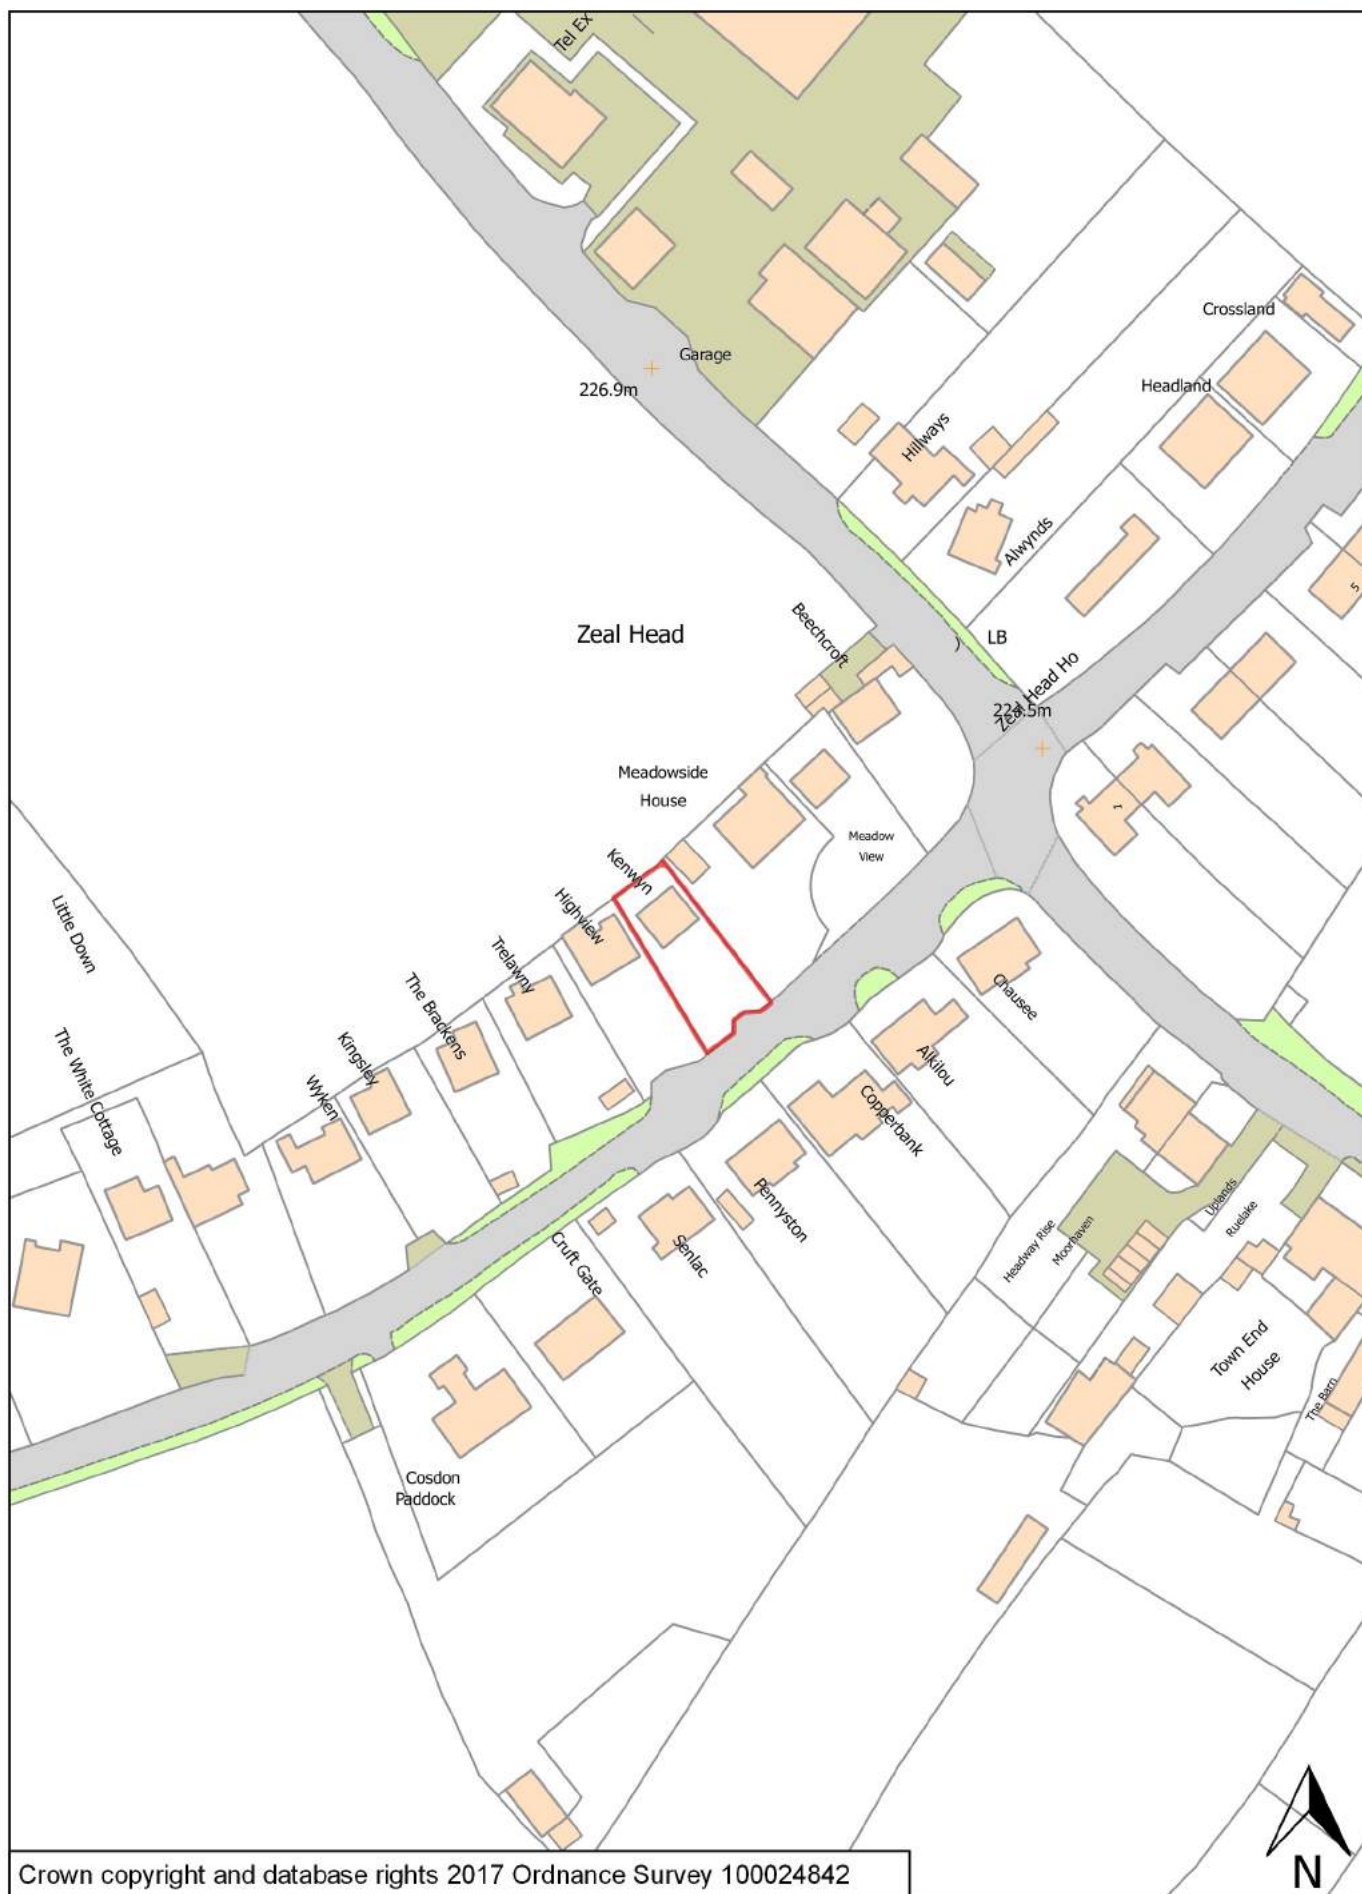 Tel Ex
Crossland
Garage
Headland
226.9m
Hillways
Alwynds
5
Beechcroft
Zeal Head
LB
Zeal Head Ho
224.5m
Meadowside
House
1
Meadow
View
Kenwyn
Highview
Little Down
Trelawny
The Brackens
Chausee
Kingsley
The White Cottage
Wyken
Alkilou
Copperbank
Pennyston
Uplands
Ruelake
Moorhaven
Headway Rise
Senlac
Cruft Gate
Town End
House
The Barn
Cosdon
Paddock
N
Crown copyright and database rights 2017 Ordnance Survey 100024842